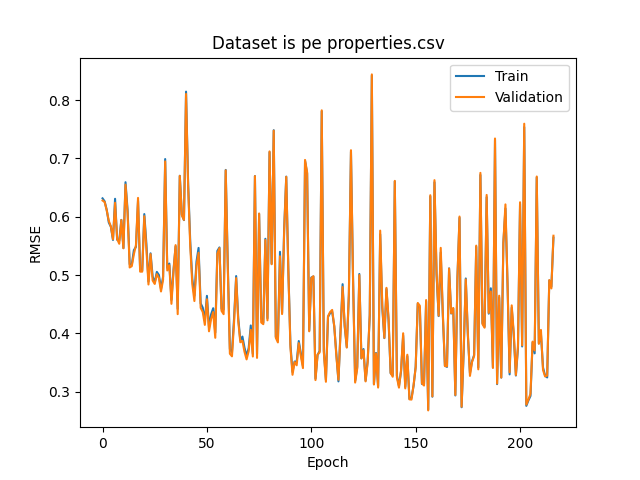 Dataset is pe properties.csv
Train
Validation
RMSE
0.8
0.7
0.6
0.5
0.4
0.3
0 50 100 150 200
Epoch